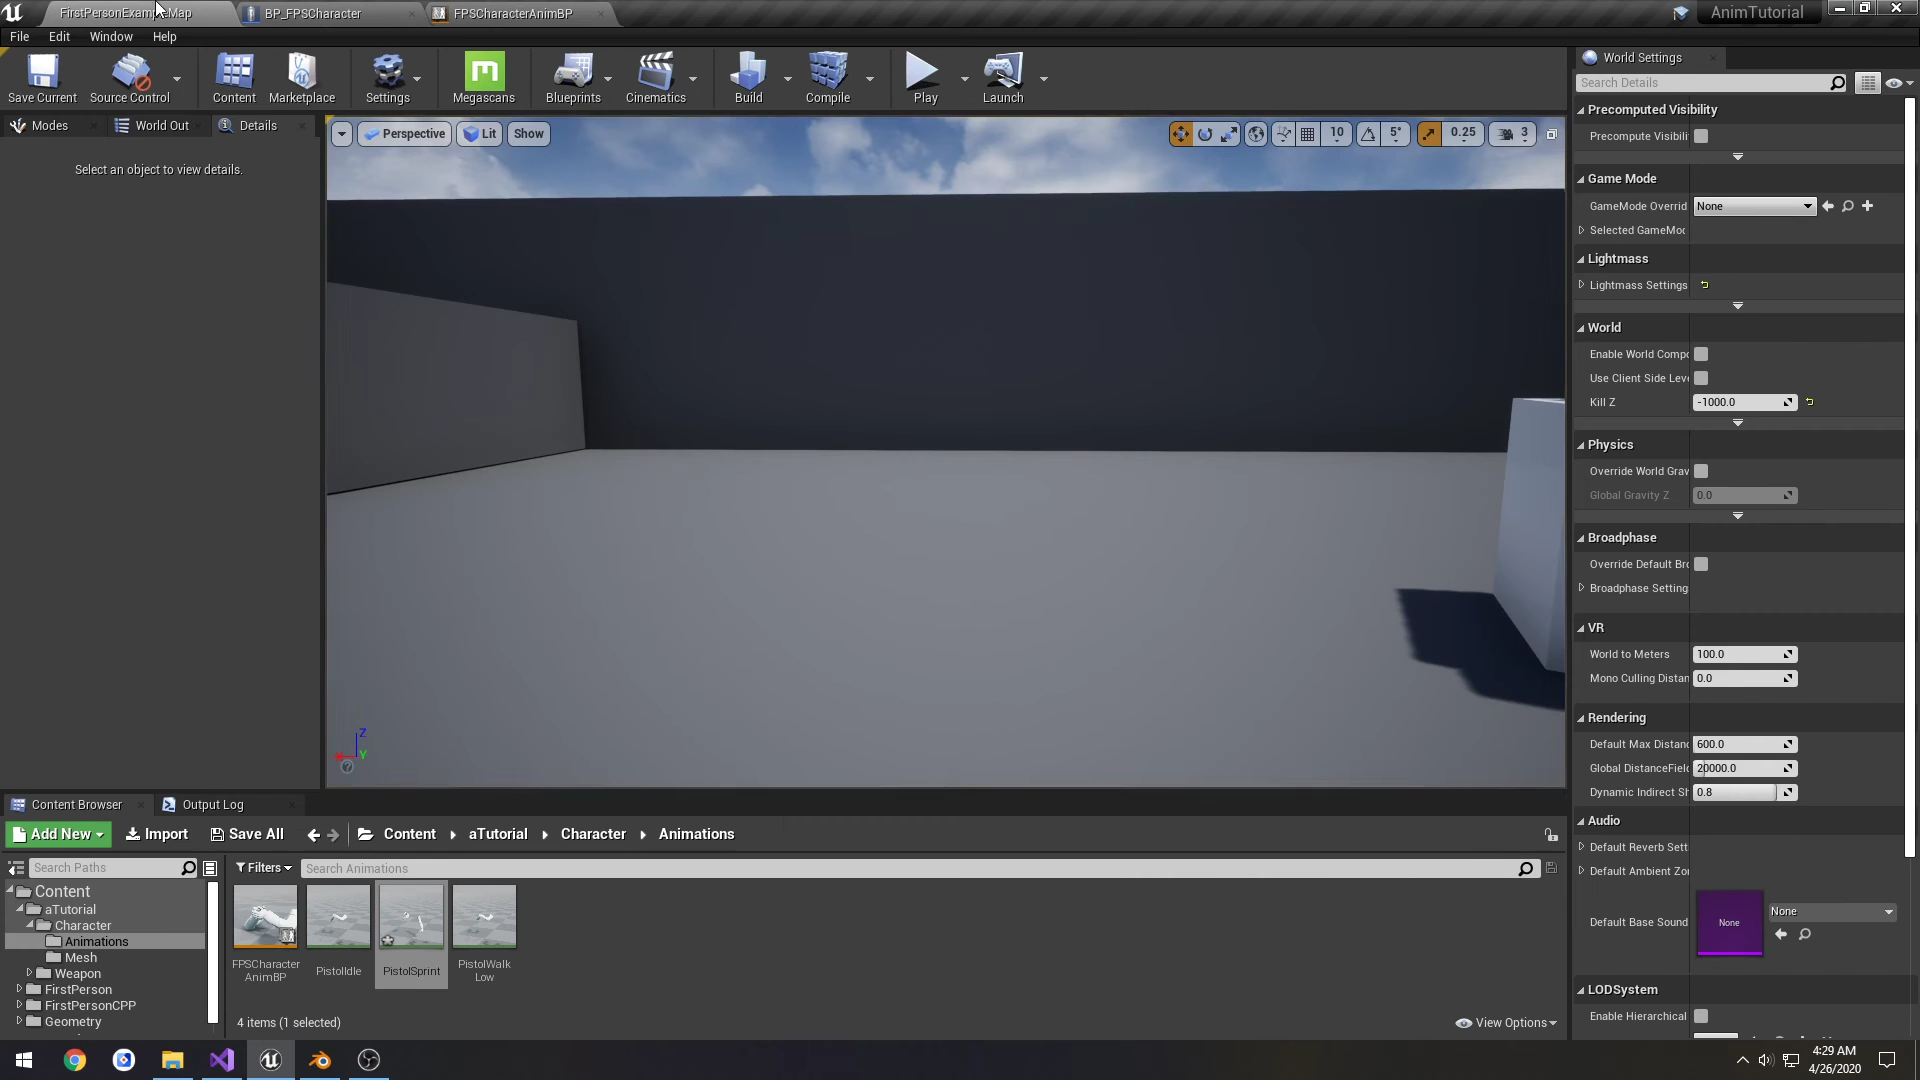 FirstPersonExampleMap
BP_FPSCharacter
FPSCharacterAnimBP
AnimTutorial
File Edit Window Help
Save Current
Source Control
Content
Marketplace
Settings
Megascans
Blueprints
Cinematics
Build
Compile
Play
Launch
Modes
World Out
Details
Select an object to view details.
Perspective
Lit
Show
10
5°
0.25
3
World Settings
Search Details
Precomputed Visibility
Precompute Visibili
Game Mode
GameMode Overrid
None
Selected GameMod
Lightmass
Lightmass Settings
World
Enable World Compo
Use Client Side Leve
Kill Z
-1000.0
Physics
Override World Grav
Global Gravity Z
0.0
Broadphase
Override Default Bro
Broadphase Setting
VR
World to Meters
100.0
Mono Culling Distan
0.0
Rendering
Default Max Distanc
600.0
Global DistanceField
20000.0
Dynamic Indirect Sh
0.8
Audio
Default Reverb Sett
Default Ambient Zon
Default Base Sound
None
None
LODSystem
Enable Hierarchical
Content Browser
Output Log
Add New
Import
Save All
Content
aTutorial
Character
Animations
Search Paths
Filters
Search Animations
Content
aTutorial
Character
Animations
Mesh
Weapon
FirstPerson
FirstPersonCPP
Geometry
FPSCharacter
AnimBP
PistolIdle
PistolSprint
PistolWalk
Low
4 items (1 selected)
View Options
4:29 AM
4/26/2020